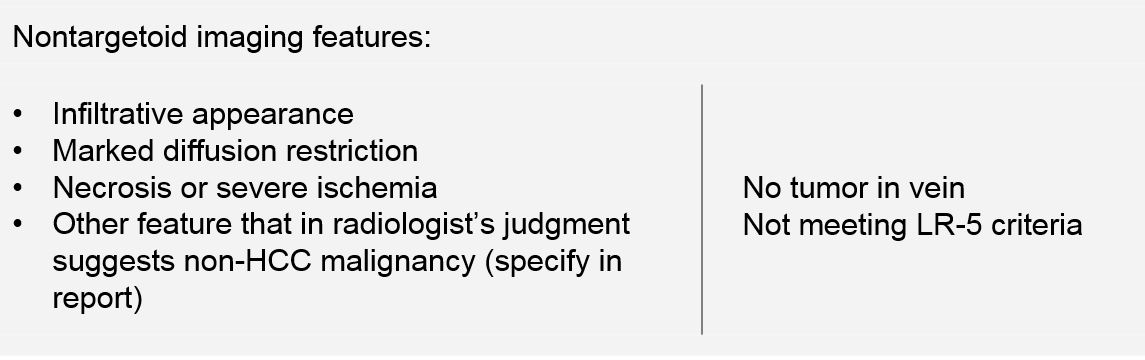 Nontargetoid imaging features:
• Infiltrative appearance
• Marked diffusion restriction
• Necrosis or severe ischemia
• Other feature that in radiologist’s judgment
suggests non-HCC malignancy (specify in
report)
No tumor in vein
Not meeting LR-5 criteria